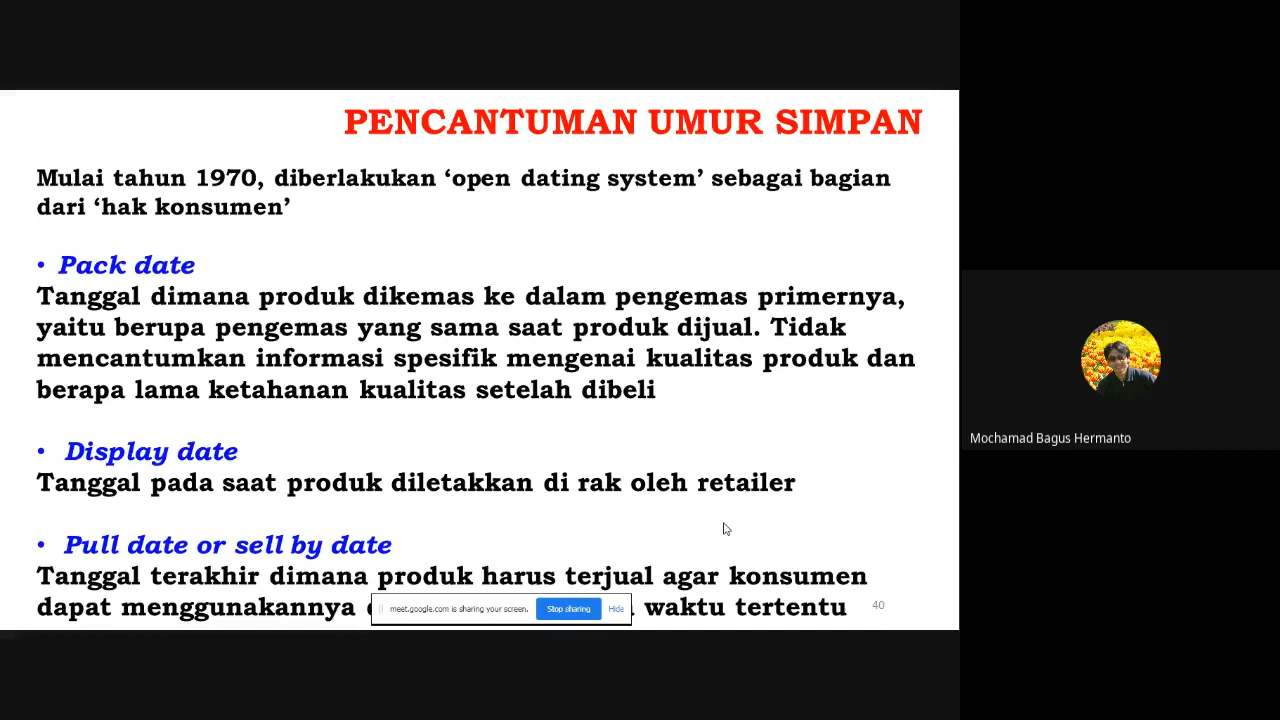 PENCANTUMAN UMUR SIMPAN
Mulai tahun 1970, diberlakukan ‘open dating system’ sebagai bagian
dari ‘hak konsumen’
• Pack date
Tanggal dimana produk dikemas ke dalam pengemas primernya,
yaitu berupa pengemas yang sama saat produk dijual. Tidak
mencantumkan informasi spesifik mengenai kualitas produk dan
berapa lama ketahanan kualitas setelah dibeli
• Display date
Tanggal pada saat produk diletakkan di rak oleh retailer
• Pull date or sell by date
Tanggal terakhir dimana produk harus terjual agar konsumen
dapat menggunakannya waktu tertentu
meet.google.com is sharing your screen. Stop sharing Hide
40
Mochamad Bagus Hermanto